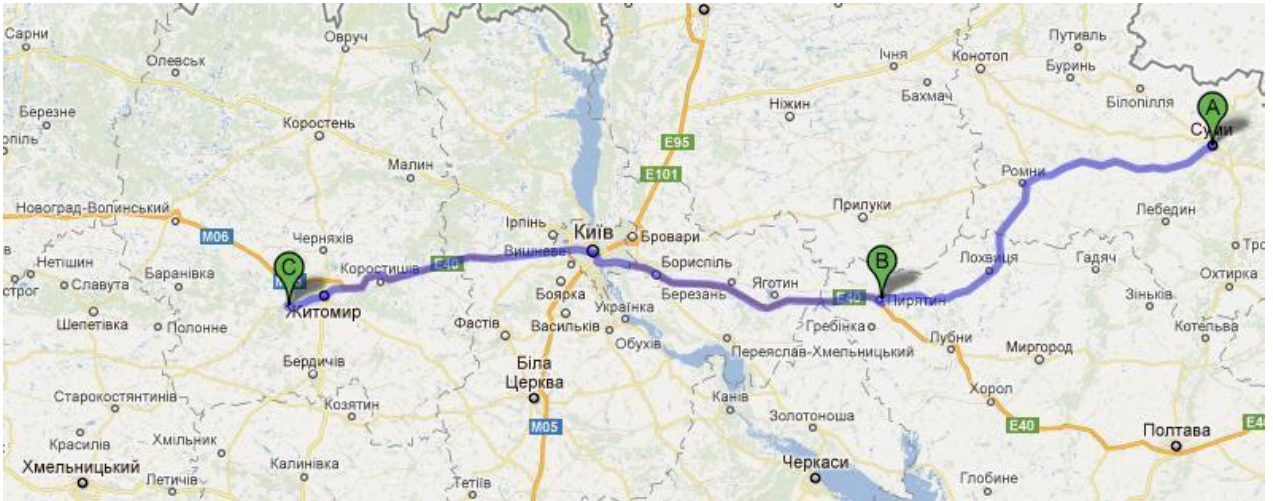 Сарни
Овруч
Путивль
Ічня
Конотоп
Олевськ
Буринь
Бахмач
Білопілля
Ніжин
A
Березне
Суми
Коростень
E95
Малин
E101
Ромни
Прилуки
Новоград-Волинський
Лебедин
Ірпінь
Київ
Бровари
M06
Черняхів
Вишневе
B
Нетішин
C
Коростишів
E40
Бориспіль
Лохвиця
Гадяч
Баранівка
Славута
Охтирка
Боярка
Березань
Яготин
E40
Пирятин
Зіньків
Житомир
Українка
Шепетівка
Полонне
Фастів
Васильків
Гребінка
Котельва
Обухів
Переяслав-Хмельницький
Лубни
Миргород
Бердичів
Біла
Церква
Хорол
Старокостянтинів
Козятин
Канів
Золотоноша
E40
Полтава
Красилів
Хмільник
M05
Хмельницький
Летичів
Калинівка
Тетіїв
Черкаси
Глобине